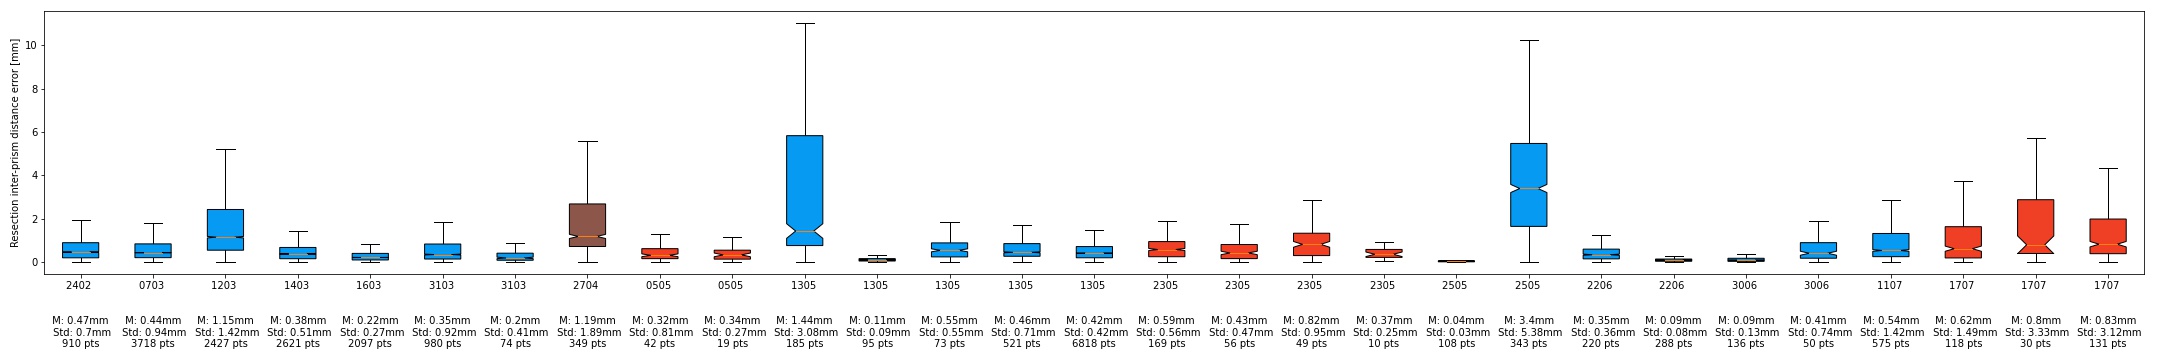 Resection inter-prism distance error [mm]
10
8
6
4
2
0
2402 0703 1203 1403 1603 3103 3103 2704 0505 0505 1305 1305 1305 1305 1305 2305 2305 2305 2305 2505 2505 2206 2206 3006 3006 1107 1707 1707 1707
M: 0.47mm M: 0.44mm M: 1.15mm M: 0.38mm M: 0.22mm M: 0.35mm M: 0.2mm M: 1.19mm M: 0.32mm M: 0.34mm M: 1.44mm M: 0.11mm M: 0.55mm M: 0.46mm M: 0.42mm M: 0.59mm M: 0.43mm M: 0.82mm M: 0.37mm M: 0.04mm M: 3.4mm M: 0.35mm M: 0.09mm M: 0.09mm M: 0.41mm M: 0.54mm M: 0.62mm M: 0.8mm M: 0.83mm
Std: 0.7mm Std: 0.94mm Std: 1.42mm Std: 0.51mm Std: 0.27mm Std: 0.92mm Std: 0.41mm Std: 1.89mm Std: 0.81mm Std: 0.27mm Std: 3.08mm Std: 0.09mm Std: 0.55mm Std: 0.71mm Std: 0.42mm Std: 0.56mm Std: 0.47mm Std: 0.95mm Std: 0.25mm Std: 0.03mm Std: 5.38mm Std: 0.36mm Std: 0.08mm Std: 0.13mm Std: 0.74mm Std: 1.42mm Std: 1.49mm Std: 3.33mm Std: 3.12mm
910 pts 3718 pts 2427 pts 2621 pts 2097 pts 980 pts 74 pts 349 pts 42 pts 19 pts 185 pts 95 pts 73 pts 521 pts 6818 pts 169 pts 56 pts 49 pts 10 pts 108 pts 343 pts 220 pts 288 pts 136 pts 50 pts 575 pts 118 pts 30 pts 131 pts